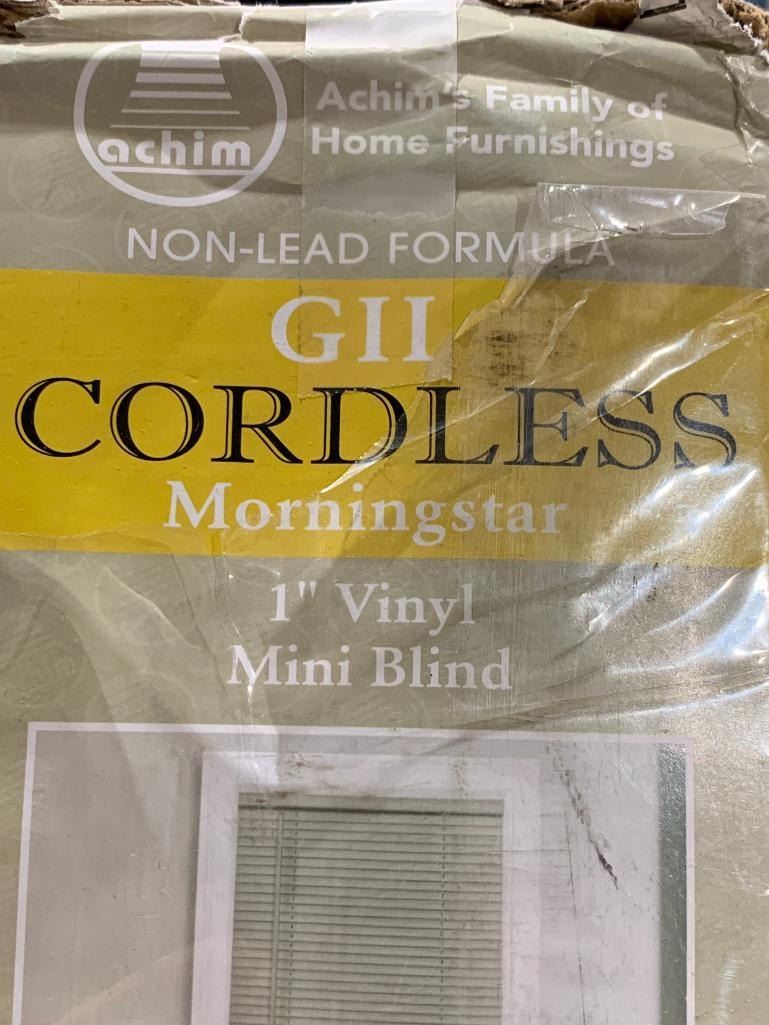 achim
Achim's Family of
Home Furnishings
NON-LEAD FORMULA
GII
CORDLESS
Morningstar
1" Vinyl
Mini Blind